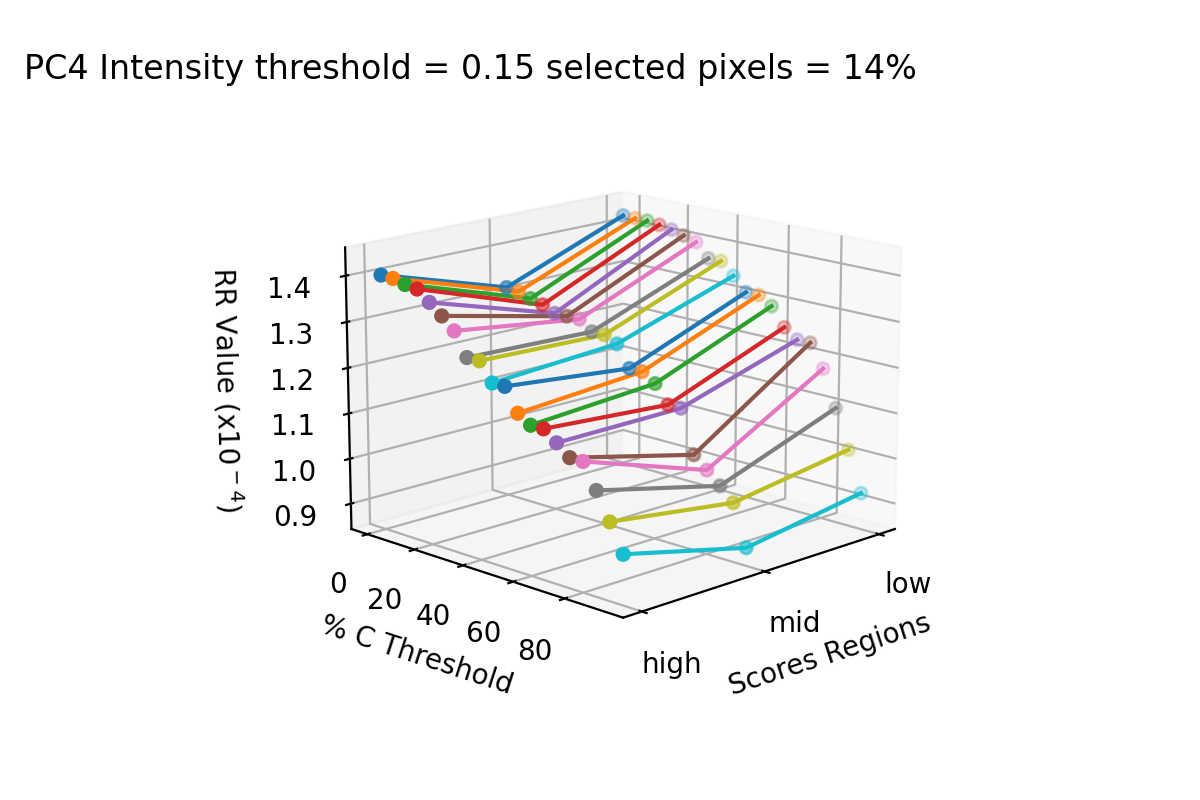 PC4 Intensity threshold = 0.15 selected pixels = 14%
RR Value (x10⁻⁴)
1.4
1.3
1.2
1.1
1.0
0.9
0
20
40
60
80
% C Threshold
high
mid
low
Scores Regions